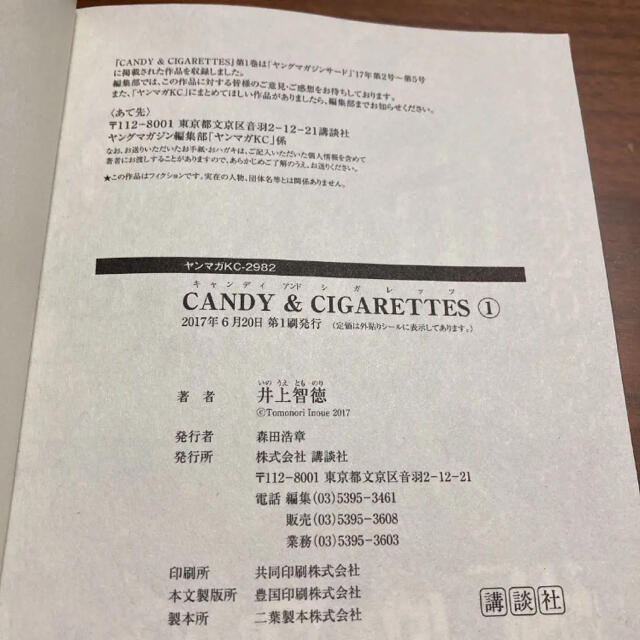 『CANDY & CIGARETTES』第1巻は「ヤングマガジンサード」'17年第2号〜第5号
に掲載された作品を収録しました。
編集部では、この作品に対する皆様のご意見・ご感想をお待ちしております。
また、「ヤンマガKC」にまとめてほしい作品がありましたら、編集部までお知らせください。
〈あて先〉
〒112-8001 東京都文京区音羽2-12-21講談社
ヤングマガジン編集部「ヤンマガKC」係
なお、お送りいただいたお手紙・おハガキは、ご記入いただいた個人情報を含めて
著者にお渡しすることがありますので、あらかじめご了解のうえ、お送りください。
★この作品はフィクションです。実在の人物、団体名等とは関係ありません。
ヤンマガKC-2982
キャンディ アンド シガレッツ
CANDY & CIGARETTES ①
2017年6月20日 第1刷発行 (定価は外貼りシールに表示してあります。)
いの うえ とも のり
著者 井上智徳
©Tomonori Inoue 2017
発行者 森田浩章
発行所 株式会社 講談社
〒112-8001 東京都文京区音羽2-12-21
電話 編集(03)5395-3461
販売(03)5395-3608
業務(03)5395-3603
印刷所 共同印刷株式会社
本文製版所 豊国印刷株式会社
製本所 二葉製本株式会社
講談社